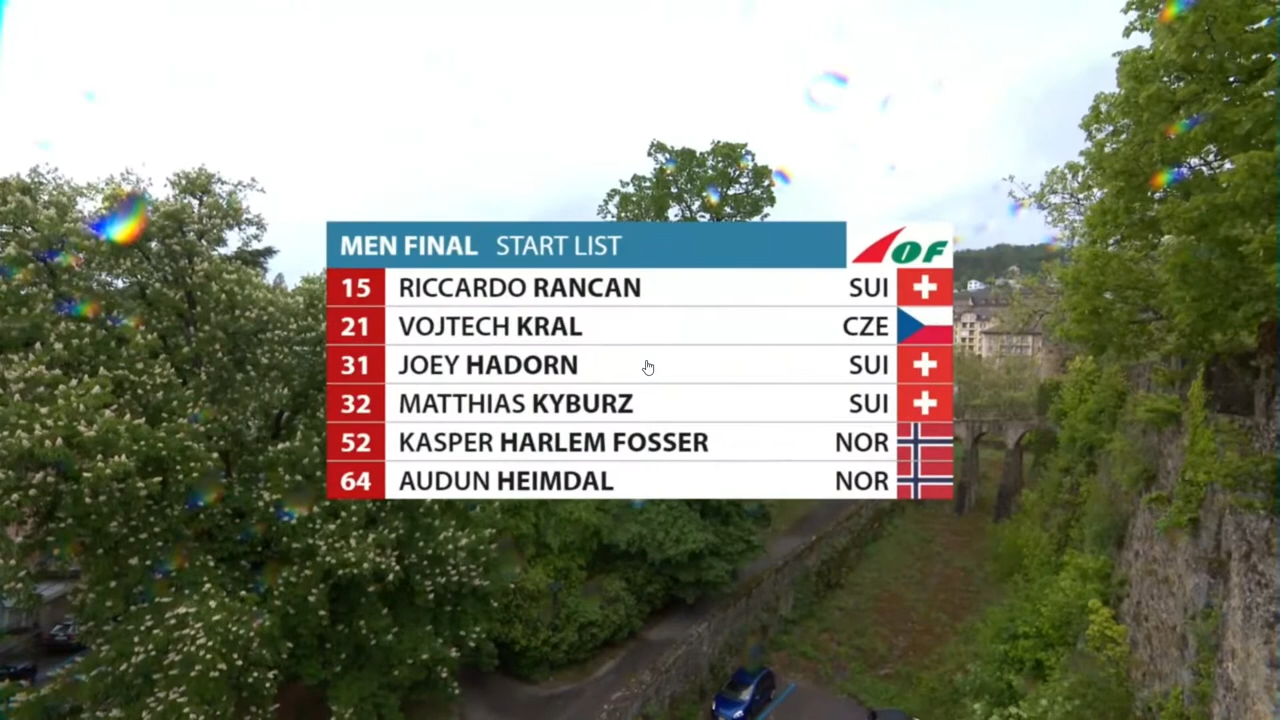 MEN FINAL START LIST IOF
15 RICCARDO RANCAN SUI
21 VOJTECH KRAL CZE
31 JOEY HADORN SUI
32 MATTHIAS KYBURZ SUI
52 KASPER HARLEM FOSSER NOR
64 AUDUN HEIMDAL NOR